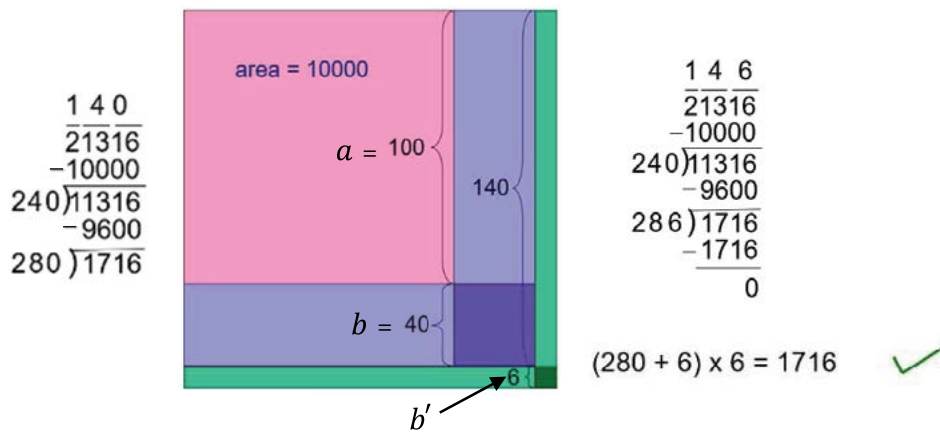 1 4 0
21316
−10000
240)11316
−9600
280)1716
area = 10000
a = 100
140
b = 40
6
b′
1 4 6
21316
−10000
240)11316
−9600
286)1716
−1716
0
(280 + 6) x 6 = 1716 ✓